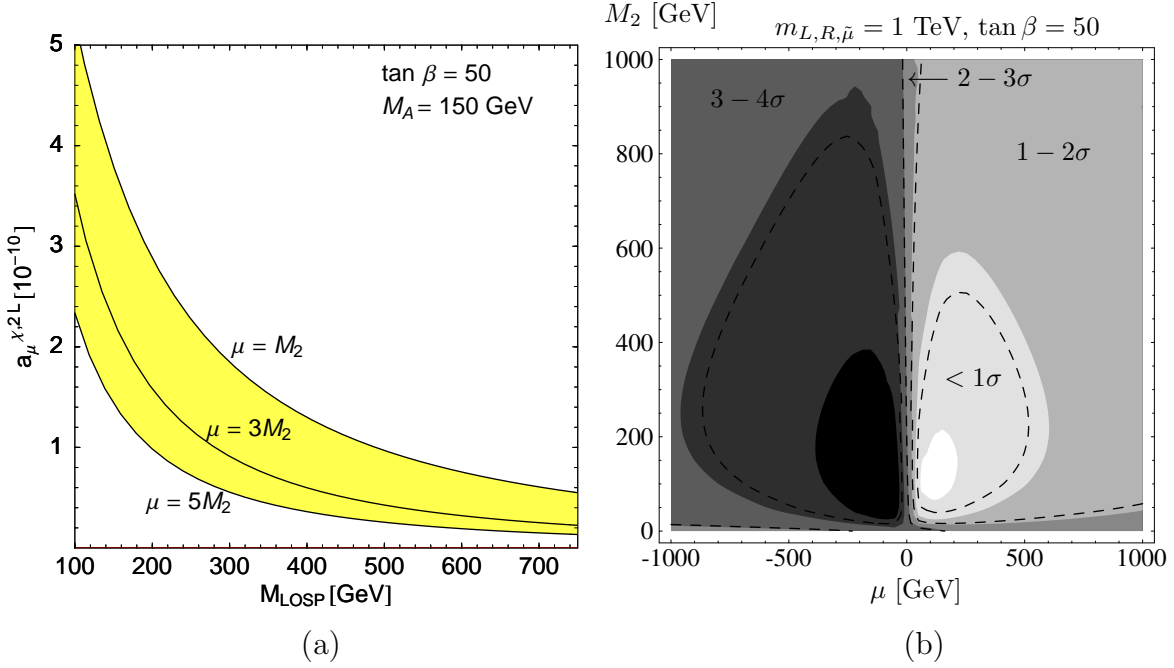 5
4
3
2
1
a_μ^{χ,2L} [10^{-10}]
tan β = 50
M_A = 150 GeV
μ = M_2
μ = 3M_2
μ = 5M_2
100 200 300 400 500 600 700
M_LOSP [GeV]
(a)
M_2 [GeV]
m_{L,R,μ̃} = 1 TeV, tan β = 50
1000
800
600
400
200
0
3 − 4σ
2 − 3σ
1 − 2σ
< 1σ
-1000 -500 0 500 1000
μ [GeV]
(b)